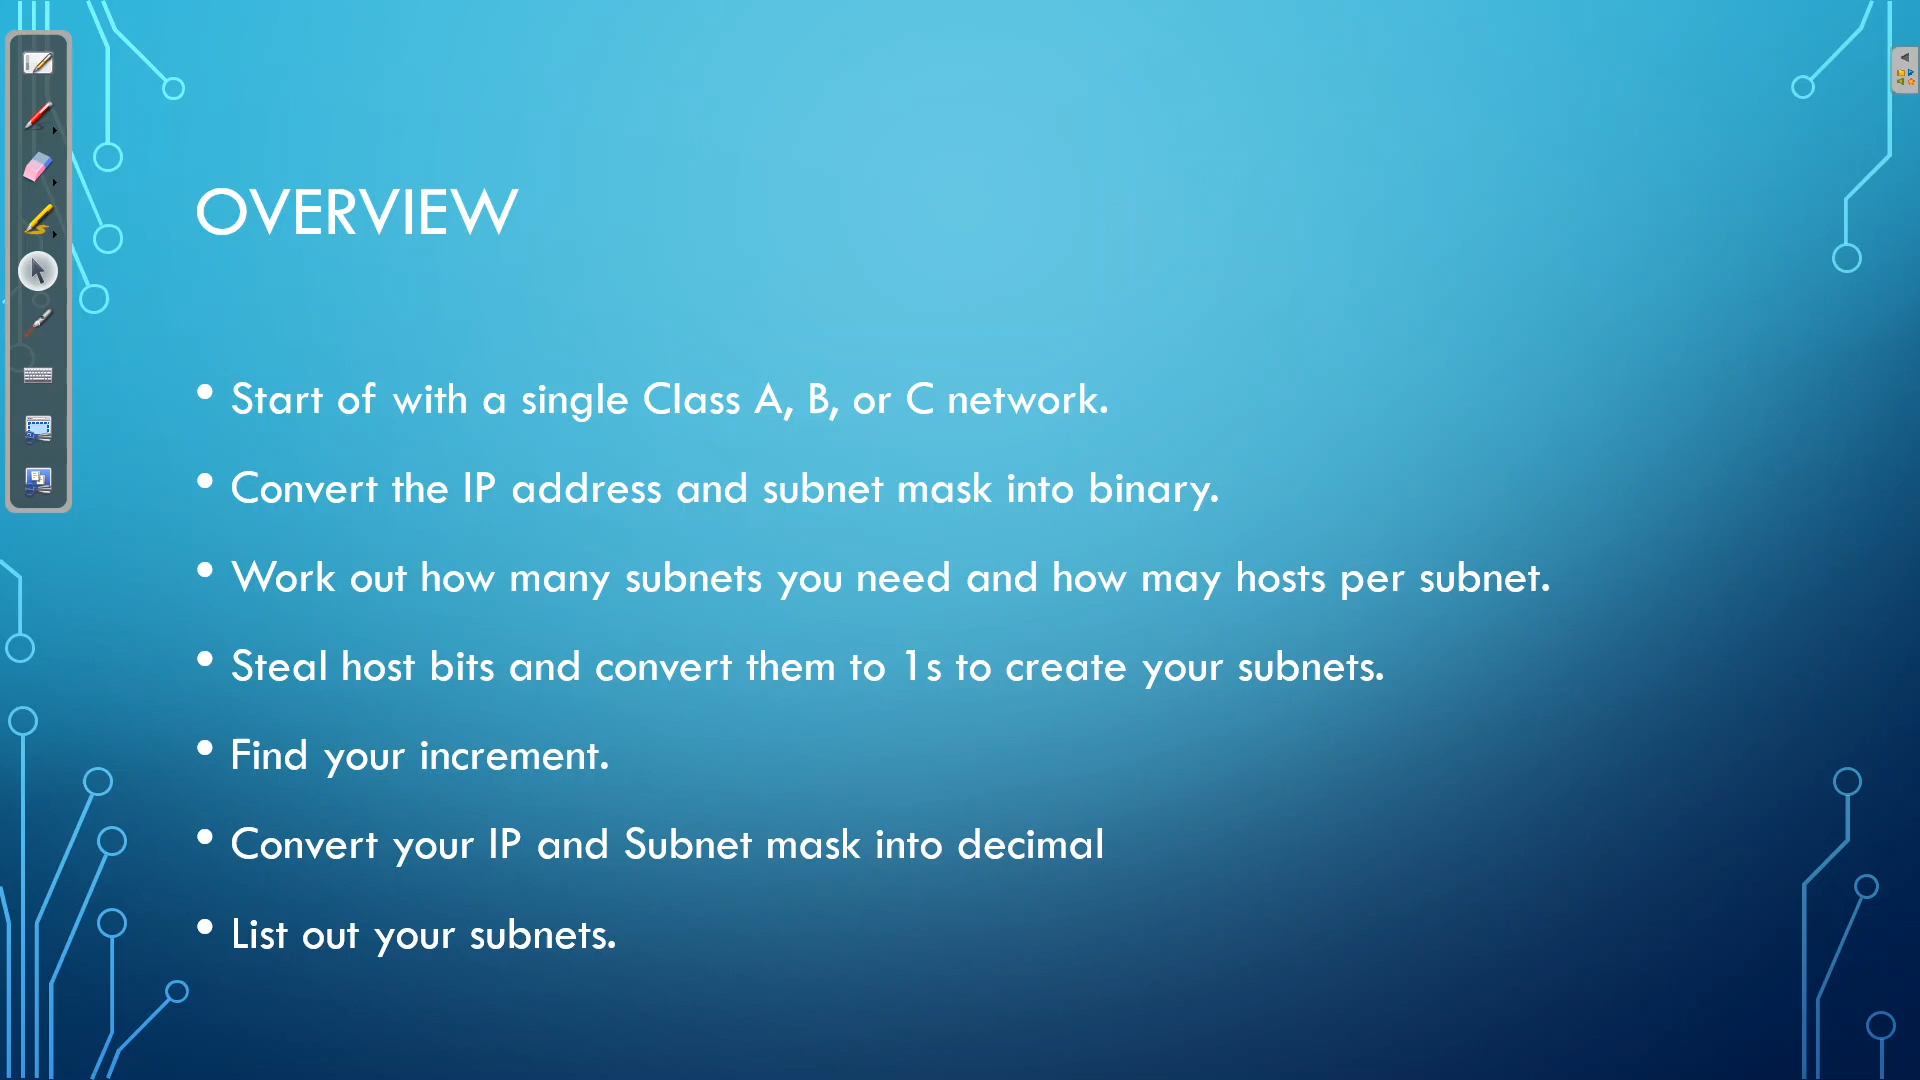 OVERVIEW
• Start of with a single Class A, B, or C network.
• Convert the IP address and subnet mask into binary.
• Work out how many subnets you need and how may hosts per subnet.
• Steal host bits and convert them to 1s to create your subnets.
• Find your increment.
• Convert your IP and Subnet mask into decimal
• List out your subnets.